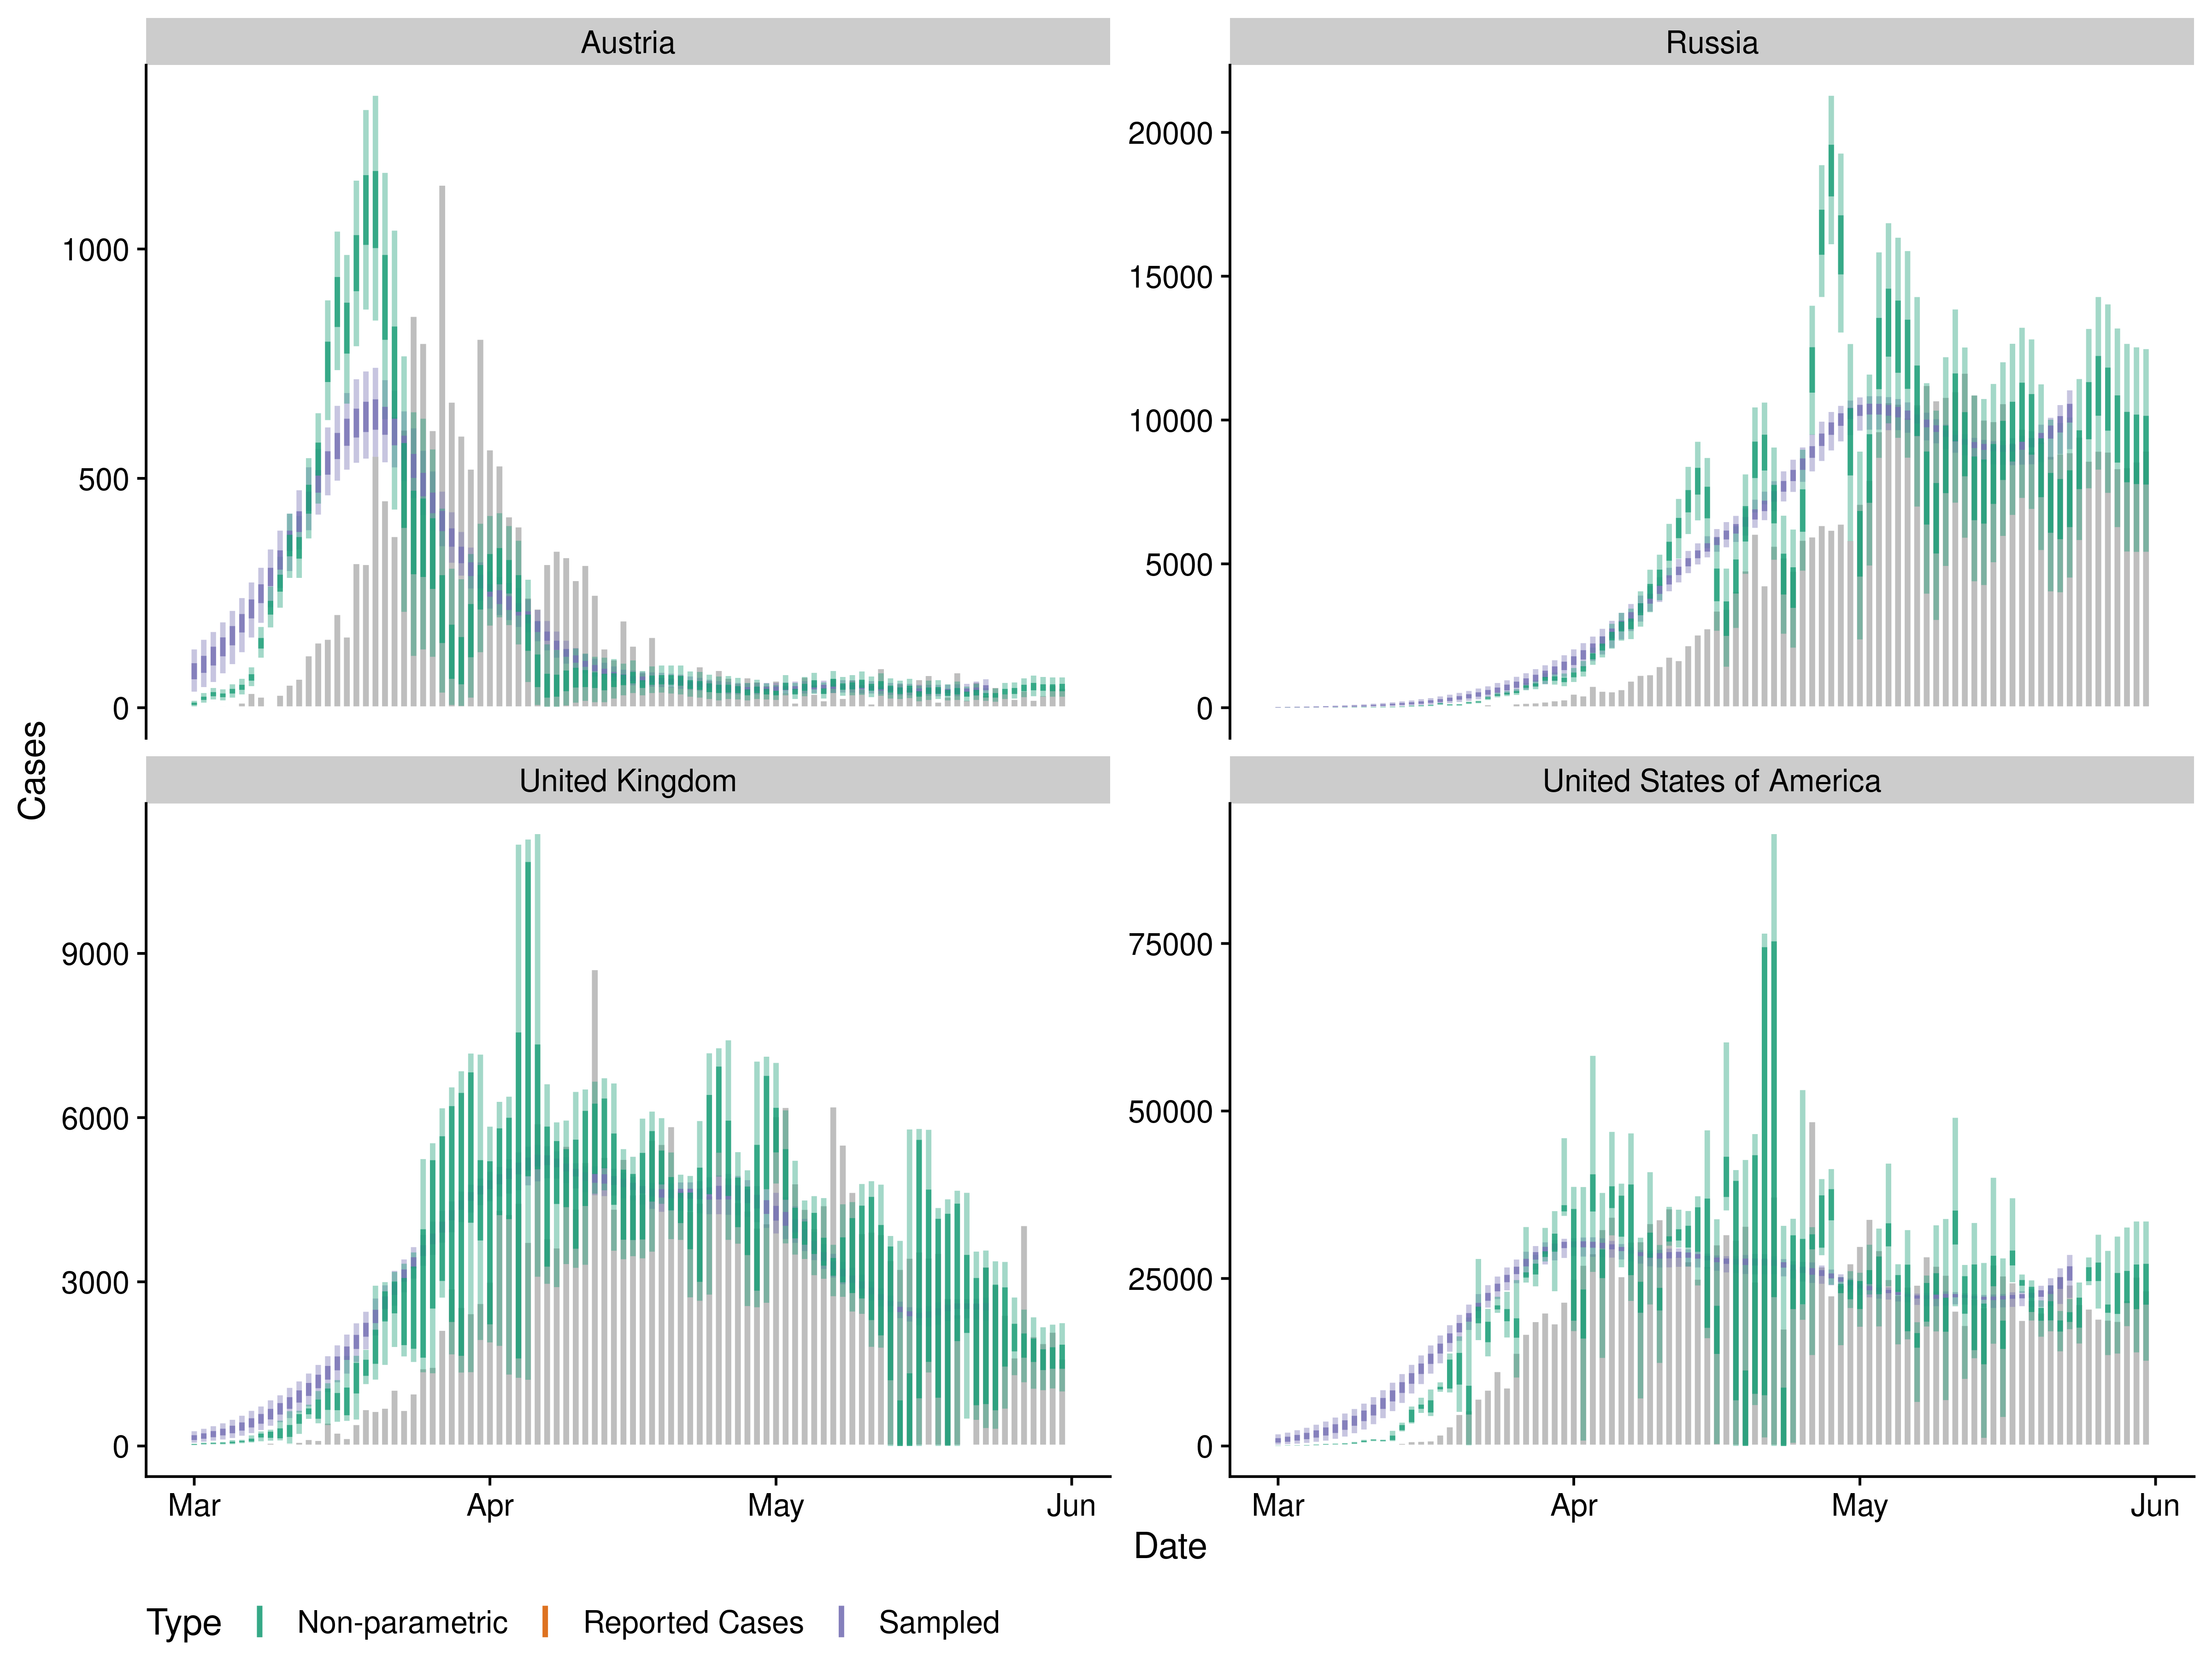 Austria
Russia
1000
500
0
20000
15000
10000
5000
0
Cases
United Kingdom
United States of America
9000
6000
3000
0
75000
50000
25000
0
Mar Apr May Jun
Mar Apr May Jun
Date
Type Non-parametric Reported Cases Sampled